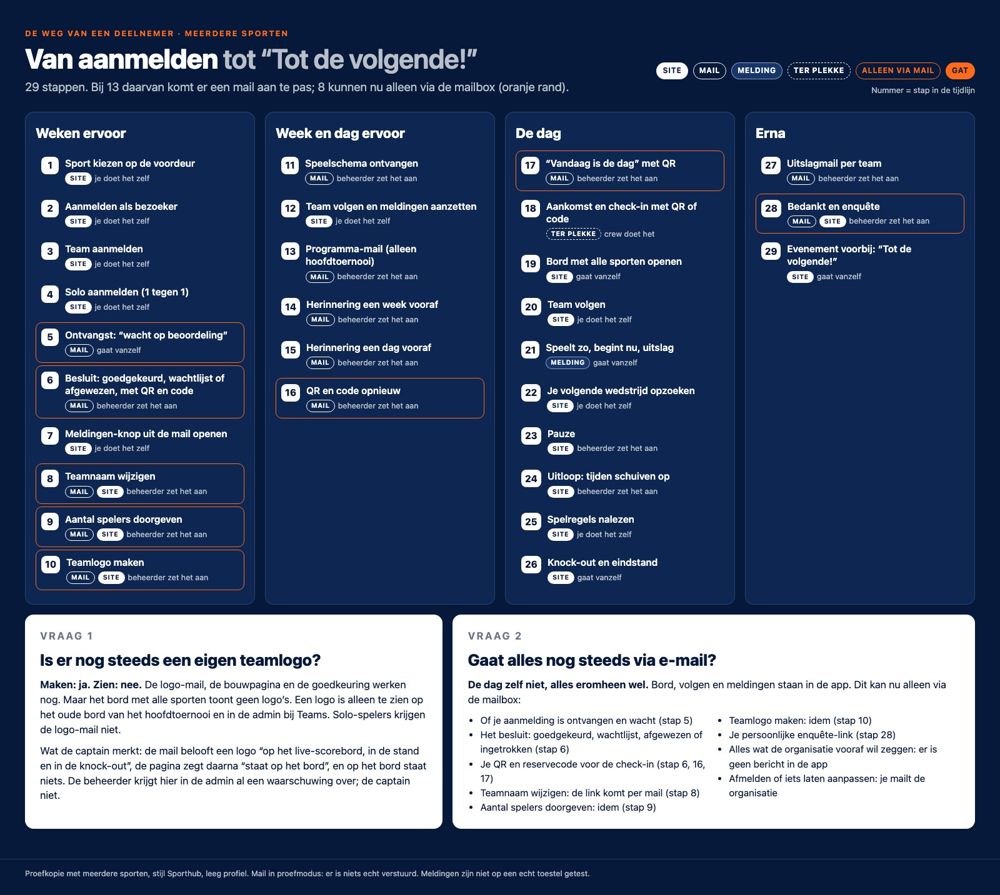 DE WEG VAN EEN DEELNEMER · MEERDERE SPORTEN
Van aanmelden tot “Tot de volgende!”
29 stappen. Bij 13 daarvan komt er een mail aan te pas; 8 kunnen nu alleen via de mailbox (oranje rand).
SITE MAIL MELDING TER PLEKKE ALLEEN VIA MAIL GAT
Nummer = stap in de tijdlijn
Weken ervoor
1 Sport kiezen op de voordeur
SITE je doet het zelf
2 Aanmelden als bezoeker
SITE je doet het zelf
3 Team aanmelden
SITE je doet het zelf
4 Solo aanmelden (1 tegen 1)
SITE je doet het zelf
5 Ontvangst: “wacht op beoordeling”
MAIL gaat vanzelf
6 Besluit: goedgekeurd, wachtlijst of
afgewezen, met QR en code
MAIL beheerder zet het aan
7 Meldingen-knop uit de mail openen
SITE je doet het zelf
8 Teamnaam wijzigen
MAIL SITE beheerder zet het aan
9 Aantal spelers doorgeven
MAIL SITE beheerder zet het aan
10 Teamlogo maken
MAIL SITE beheerder zet het aan
Week en dag ervoor
11 Speelschema ontvangen
MAIL beheerder zet het aan
12 Team volgen en meldingen aanzetten
SITE je doet het zelf
13 Programma-mail (alleen
hoofdtoernooi)
MAIL beheerder zet het aan
14 Herinnering een week vooraf
MAIL beheerder zet het aan
15 Herinnering een dag vooraf
MAIL beheerder zet het aan
16 QR en code opnieuw
MAIL beheerder zet het aan
De dag
17 “Vandaag is de dag” met QR
MAIL beheerder zet het aan
18 Aankomst en check-in met QR of
code
TER PLEKKE crew doet het
19 Bord met alle sporten openen
SITE gaat vanzelf
20 Team volgen
SITE je doet het zelf
21 Speelt zo, begint nu, uitslag
MELDING gaat vanzelf
22 Je volgende wedstrijd opzoeken
SITE je doet het zelf
23 Pauze
SITE beheerder zet het aan
24 Uitloop: tijden schuiven op
SITE beheerder zet het aan
25 Spelregels nalezen
SITE je doet het zelf
26 Knock-out en eindstand
SITE gaat vanzelf
Erna
27 Uitslagmail per team
MAIL beheerder zet het aan
28 Bedankt en enquête
MAIL SITE beheerder zet het aan
29 Evenement voorbij: “Tot de
volgende!”
SITE gaat vanzelf
VRAAG 1
Is er nog steeds een eigen teamlogo?
Maken: ja. Zien: nee. De logo-mail, de bouwpagina en de goedkeuring werken
nog. Maar het bord met alle sporten toont geen logo’s. Een logo is alleen te zien op
het oude bord van het hoofdtoernooi en in de admin bij Teams. Solo-spelers krijgen
de logo-mail niet.
Wat de captain merkt: de mail belooft een logo “op het live-scorebord, in de stand
en in de knock-out”, de pagina zegt daarna “staat op het bord”, en op het bord staat
niets. De beheerder krijgt hier in de admin al een waarschuwing over; de captain
niet.
VRAAG 2
Gaat alles nog steeds via e-mail?
De dag zelf niet, alles eromheen wel. Bord, volgen en meldingen staan in de app. Dit kan nu alleen via
de mailbox:
• Of je aanmelding is ontvangen en wacht (stap 5)
• Het besluit: goedgekeurd, wachtlijst, afgewezen of
ingetrokken (stap 6)
• Je QR en reservecode voor de check-in (stap 6, 16,
17)
• Teamnaam wijzigen: de link komt per mail (stap 8)
• Aantal spelers doorgeven: idem (stap 9)
• Teamlogo maken: idem (stap 10)
• Je persoonlijke enquête-link (stap 28)
• Alles wat de organisatie vooraf wil zeggen: er is
geen bericht in de app
• Afmelden of iets laten aanpassen: je mailt de
organisatie
Proefkopie met meerdere sporten, stijl Sporthub, leeg profiel. Mail in proefmodus: er is niets echt verstuurd. Meldingen zijn niet op een echt toestel getest.